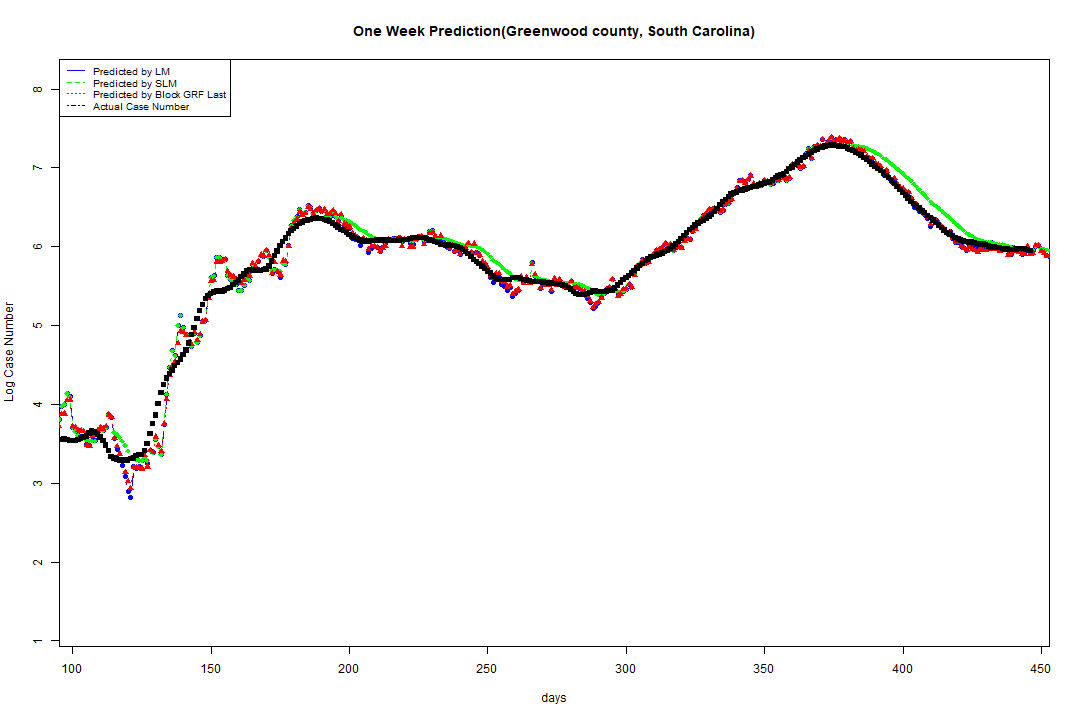 One Week Prediction(Greenwood county, South Carolina)
Predicted by LM
Predicted by SLM
Predicted by Block GRF Last
Actual Case Number
Log Case Number
8
7
6
5
4
3
2
1
100 150 200 250 300 350 400 450
days